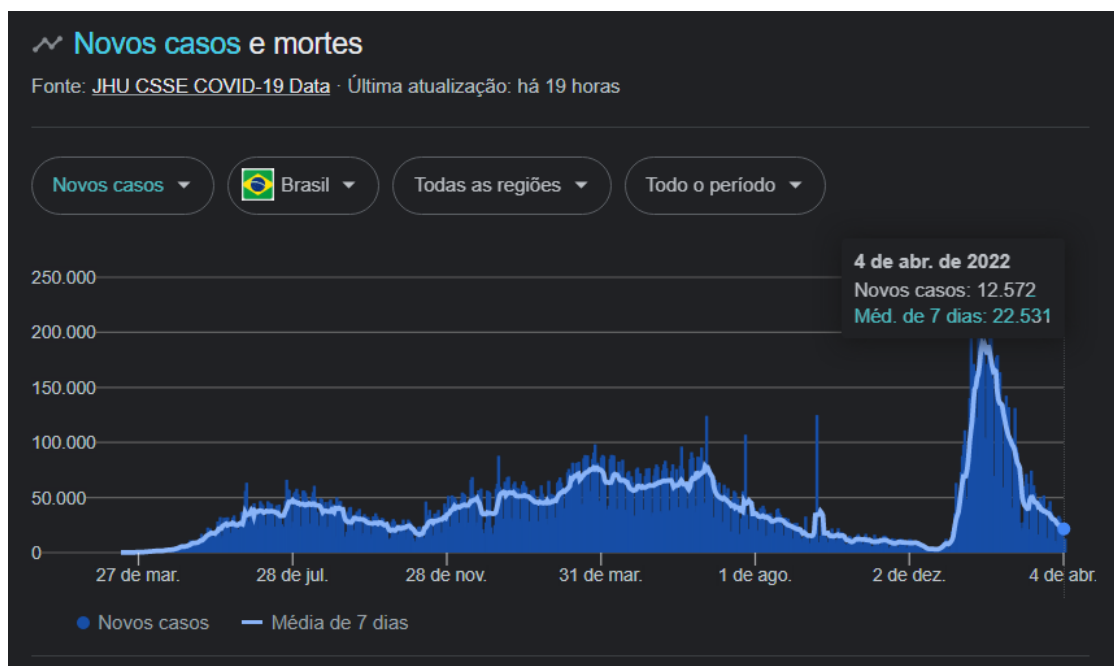 Novos casos e mortes
Fonte: JHU CSSE COVID-19 Data · Última atualização: há 19 horas
Novos casos
Brasil
Todas as regiões
Todo o período
4 de abr. de 2022
Novos casos: 12.572
Méd. de 7 dias: 22.531
250.000
200.000
150.000
100.000
50.000
0
27 de mar. 28 de jul. 28 de nov. 31 de mar. 1 de ago. 2 de dez. 4 de abr.
Novos casos Média de 7 dias